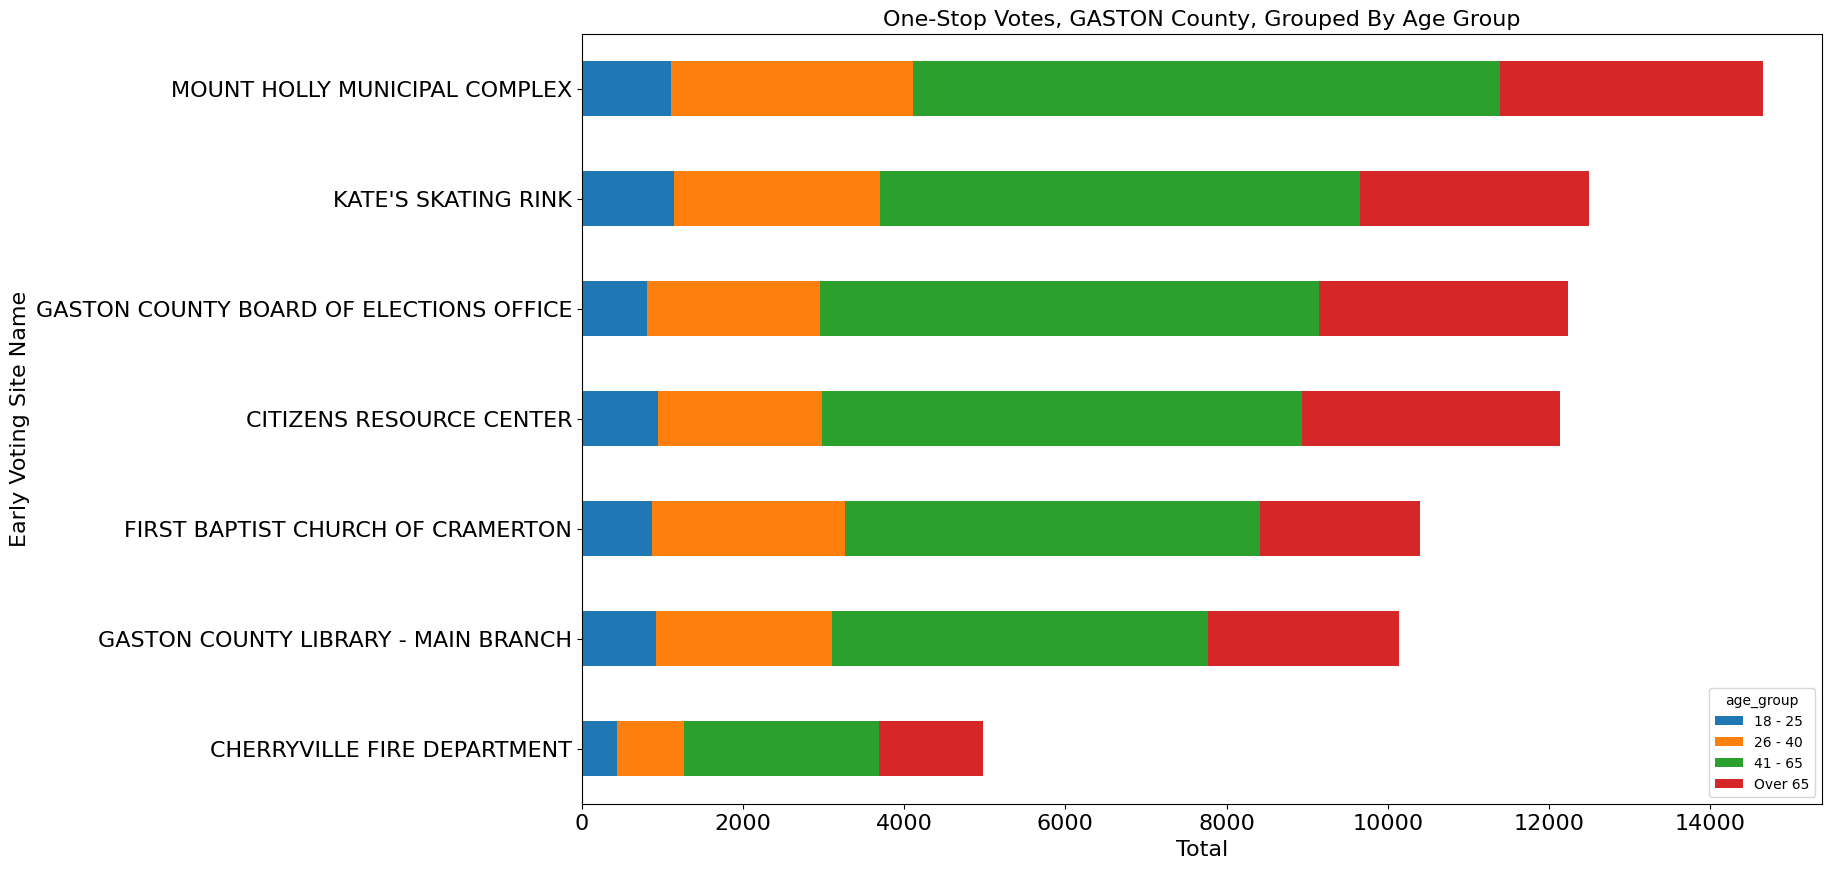 One-Stop Votes, GASTON County, Grouped By Age Group
Early Voting Site Name
MOUNT HOLLY MUNICIPAL COMPLEX
KATE'S SKATING RINK
GASTON COUNTY BOARD OF ELECTIONS OFFICE
CITIZENS RESOURCE CENTER
FIRST BAPTIST CHURCH OF CRAMERTON
GASTON COUNTY LIBRARY - MAIN BRANCH
CHERRYVILLE FIRE DEPARTMENT
age_group
18 - 25
26 - 40
41 - 65
Over 65
0 2000 4000 6000 8000 10000 12000 14000
Total